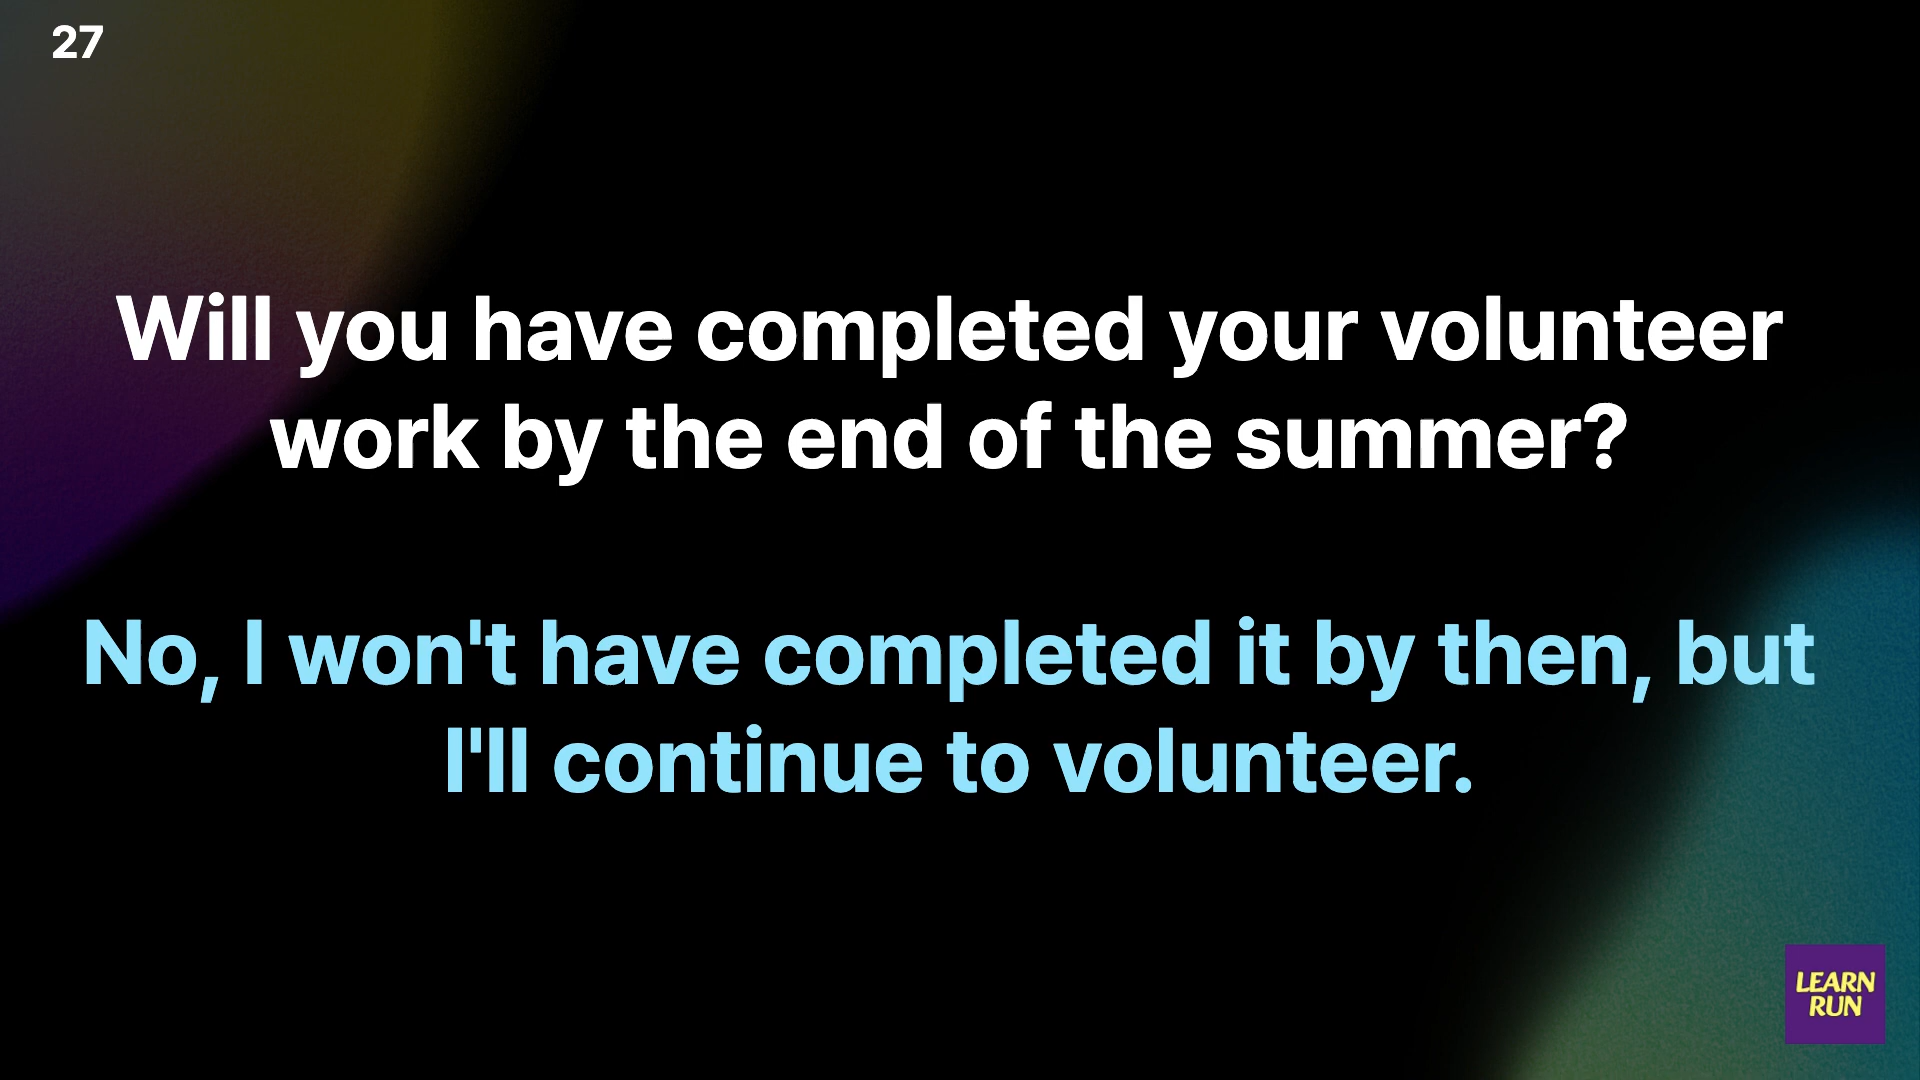 27
Will you have completed your volunteer
work by the end of the summer?
No, I won't have completed it by then, but
I'll continue to volunteer.
LEARN
RUN